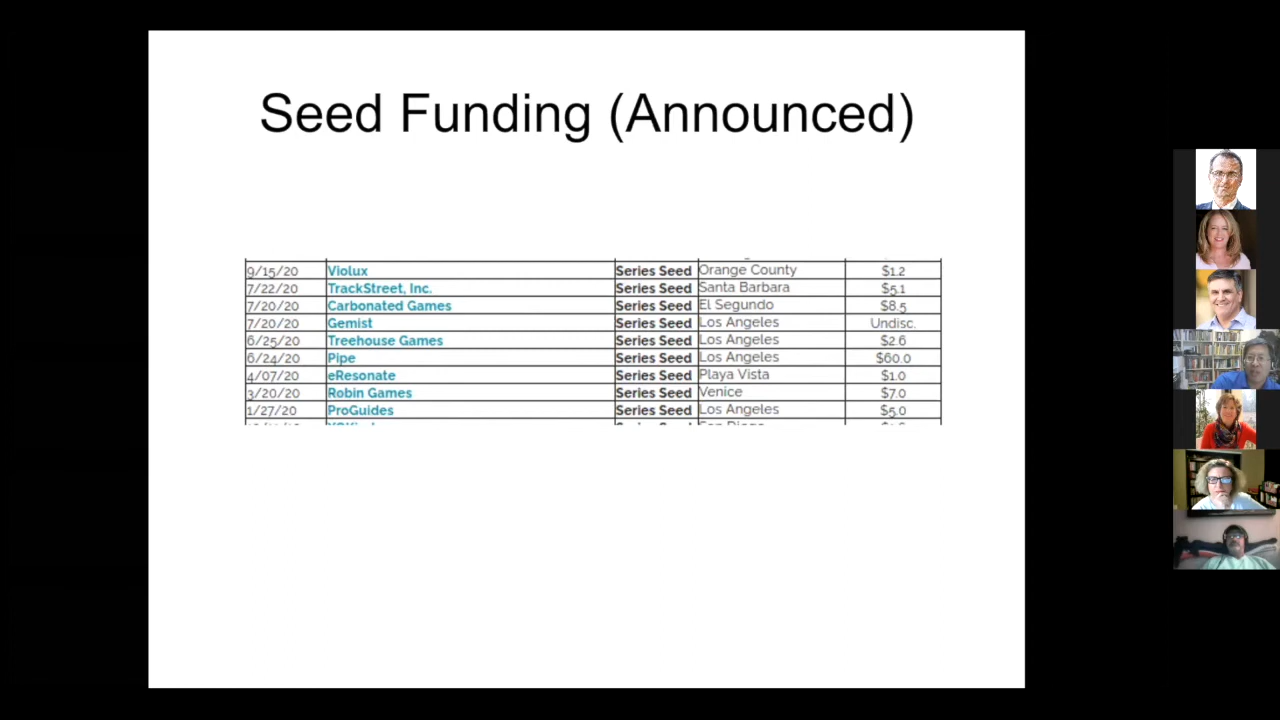 Seed Funding (Announced)
9/15/20 Violux Series Seed Orange County $1.2
7/22/20 TrackStreet, Inc. Series Seed Santa Barbara $5.1
7/20/20 Carbonated Games Series Seed El Segundo $8.5
7/20/20 Gemist Series Seed Los Angeles Undisc.
6/25/20 Treehouse Games Series Seed Los Angeles $2.6
6/24/20 Pipe Series Seed Los Angeles $60.0
4/07/20 eResonate Series Seed Playa Vista $1.0
3/20/20 Robin Games Series Seed Venice $7.0
1/27/20 ProGuides Series Seed Los Angeles $5.0